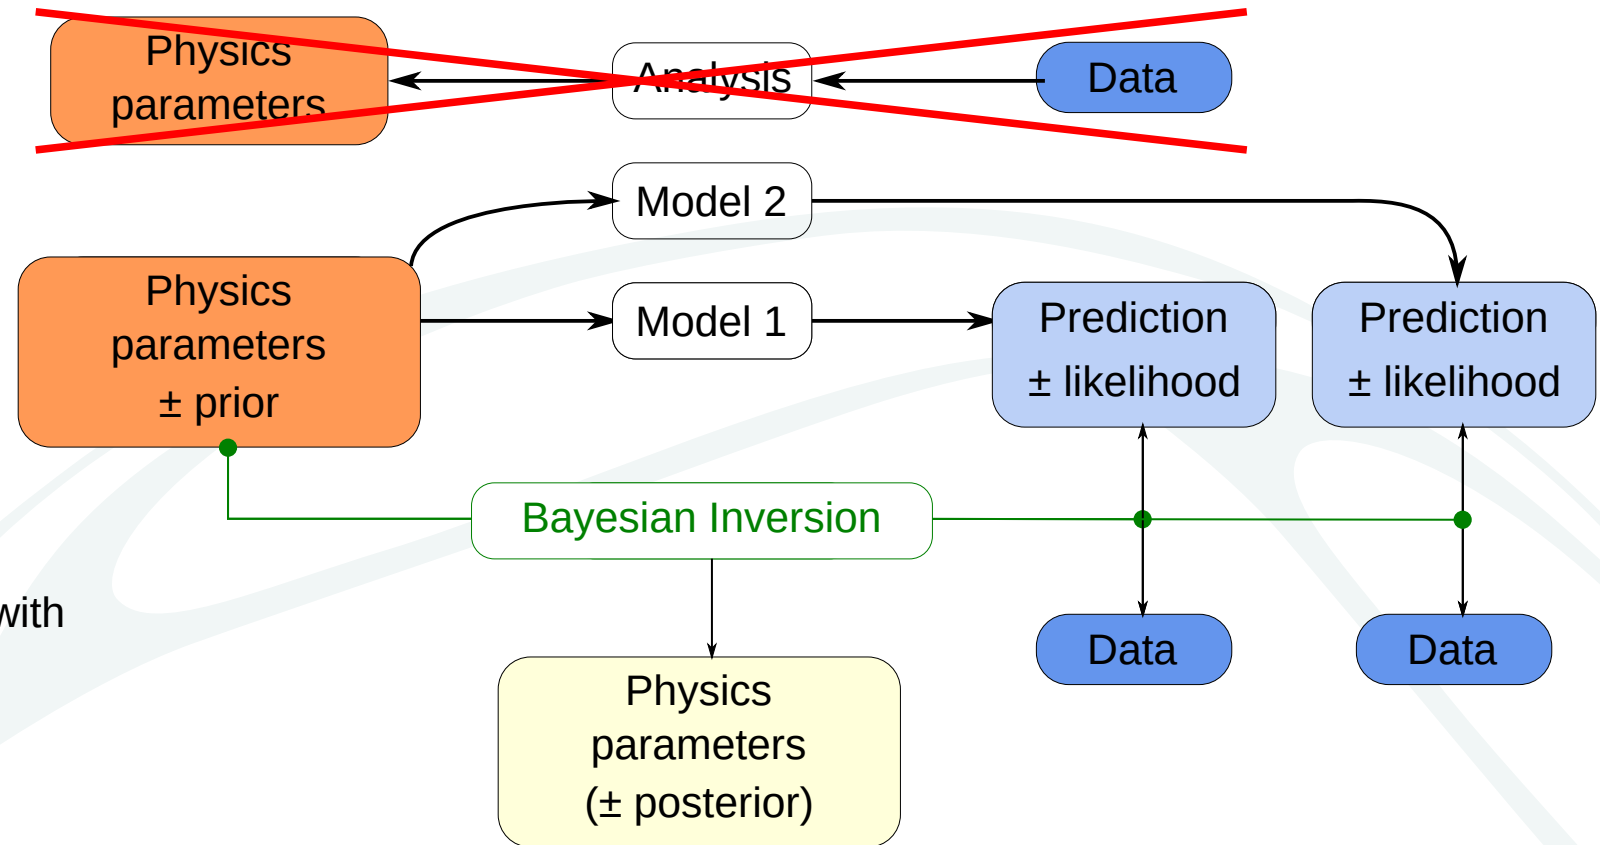 Physics
parameters
Analysis
Data
Model 2
Physics
parameters
± prior
Model 1
Prediction
± likelihood
Prediction
± likelihood
Bayesian Inversion
with
Data
Data
Physics
parameters
(± posterior)